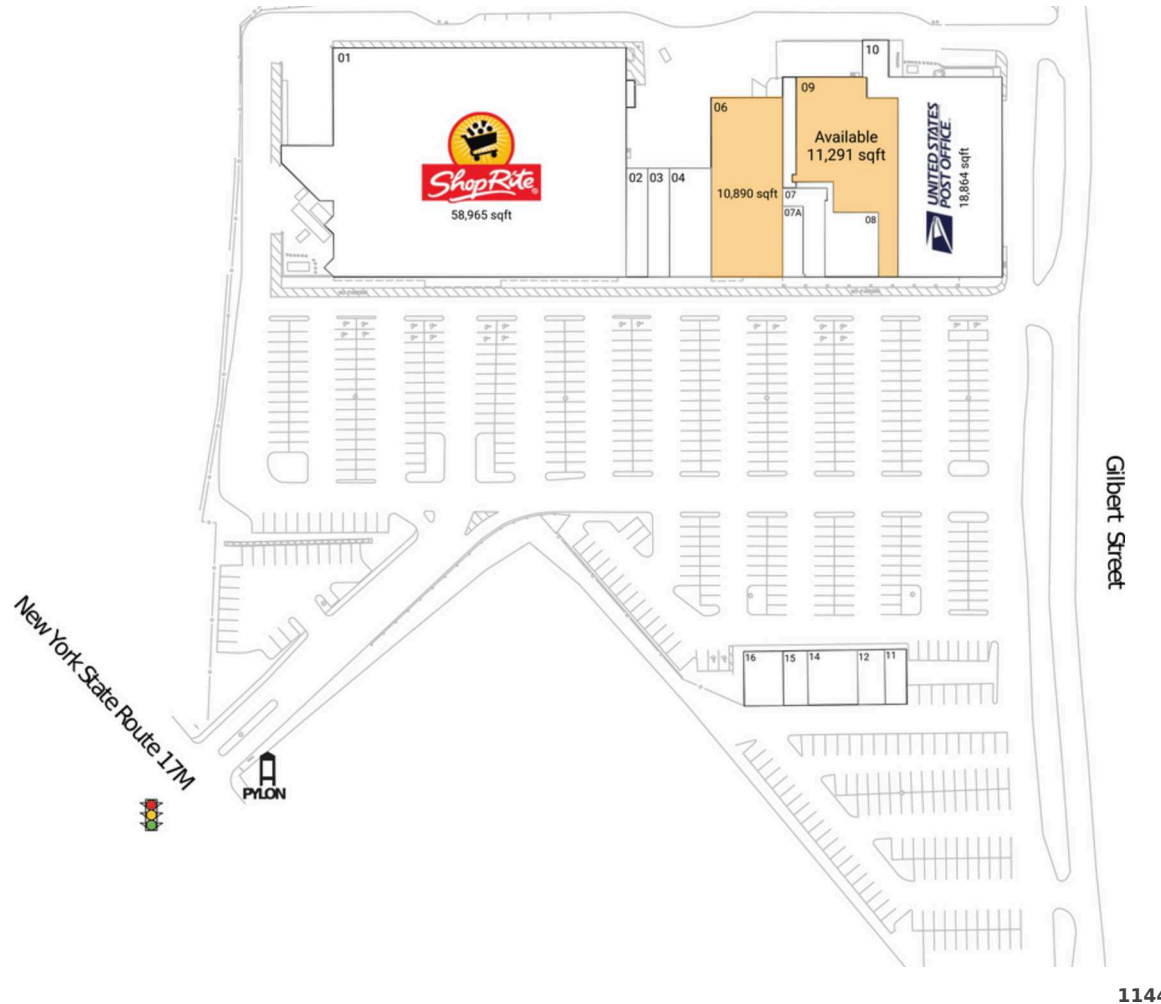 01
10
09
06
Available
11,291 sqft
UNITED STATES
POST OFFICE.
18,864 sqft
ShopRite
58,965 sqft
02
03
04
10,890 sqft
07
07A
08
Gilbert Street
New York State Route 17M
16
15
14
12
11
PYLON